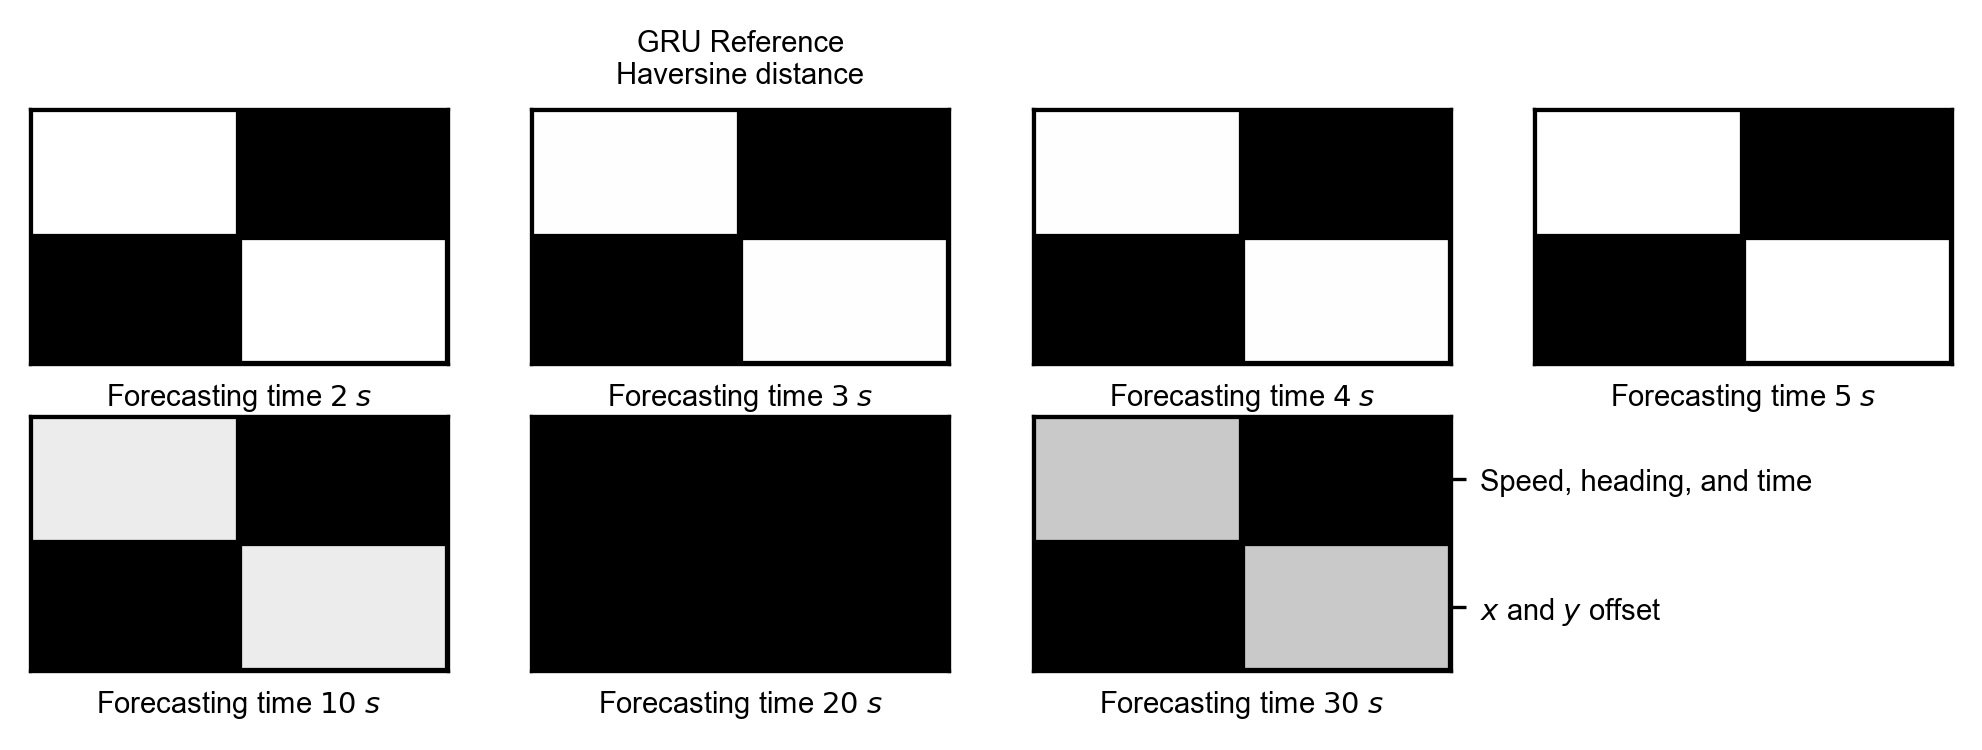 GRU Reference
Haversine distance
Forecasting time 2 s
Forecasting time 3 s
Forecasting time 4 s
Forecasting time 5 s
Speed, heading, and time
x and y offset
Forecasting time 10 s
Forecasting time 20 s
Forecasting time 30 s